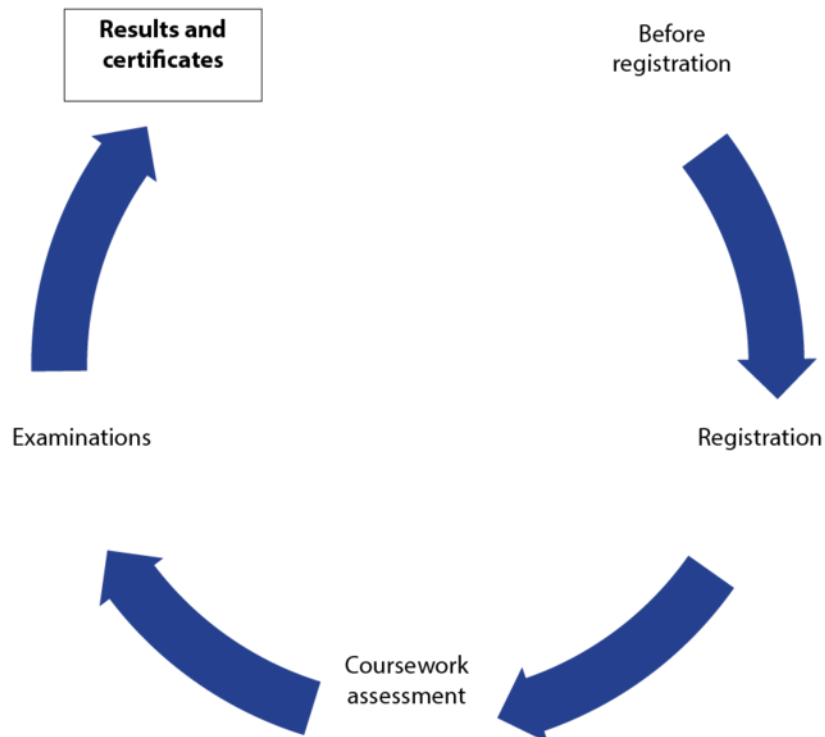 Results and
certificates
Before
registration
Examinations
Registration
Coursework
assessment